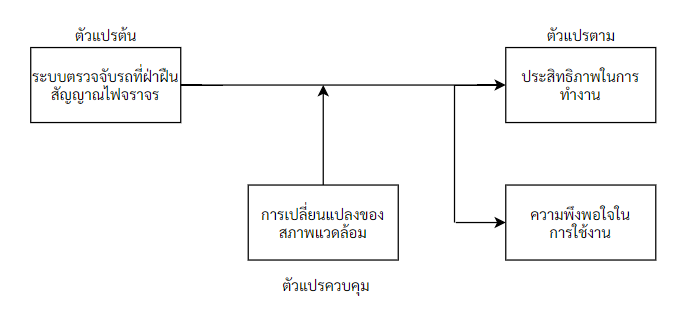 ตัวแปรต้น
ตัวแปรตาม
ระบบตรวจจับรถที่ฝ่าฝืน
สัญญาณไฟจราจร
ประสิทธิภาพในการ
ทำงาน
การเปลี่ยนแปลงของ
สภาพแวดล้อม
ความพึงพอใจใน
การใช้งาน
ตัวแปรควบคุม